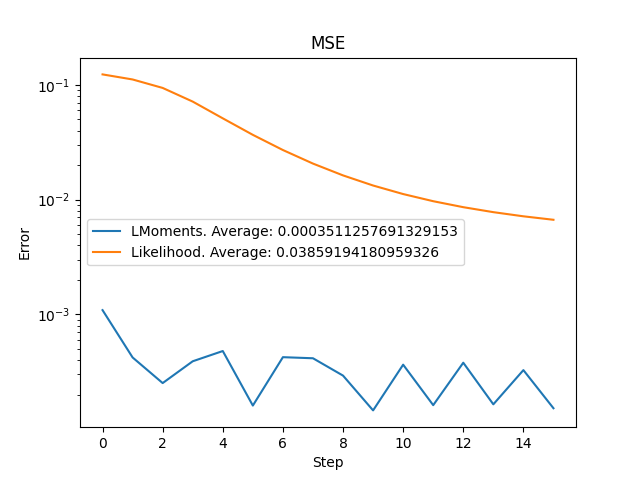 MSE
10⁻¹
10⁻²
10⁻³
Error
LMoments. Average: 0.0003511257691329153
Likelihood. Average: 0.03859194180959326
0 2 4 6 8 10 12 14
Step